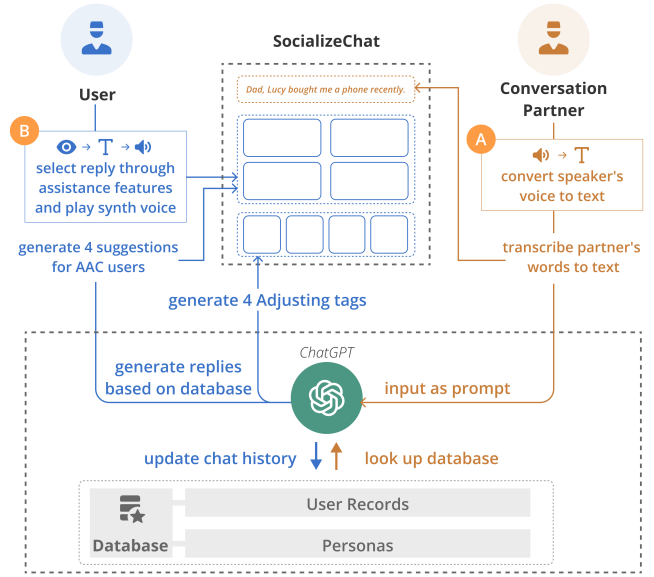 SocializeChat
User
Conversation
Partner
Dad, Lucy bought me a phone recently.
B
T
select reply through
assistance features
and play synth voice
A
T
convert speaker's
voice to text
generate 4 suggestions
for AAC users
transcribe partner's
words to text
generate 4 Adjusting tags
ChatGPT
generate replies
based on database
input as prompt
update chat history
look up database
User Records
Database
Personas